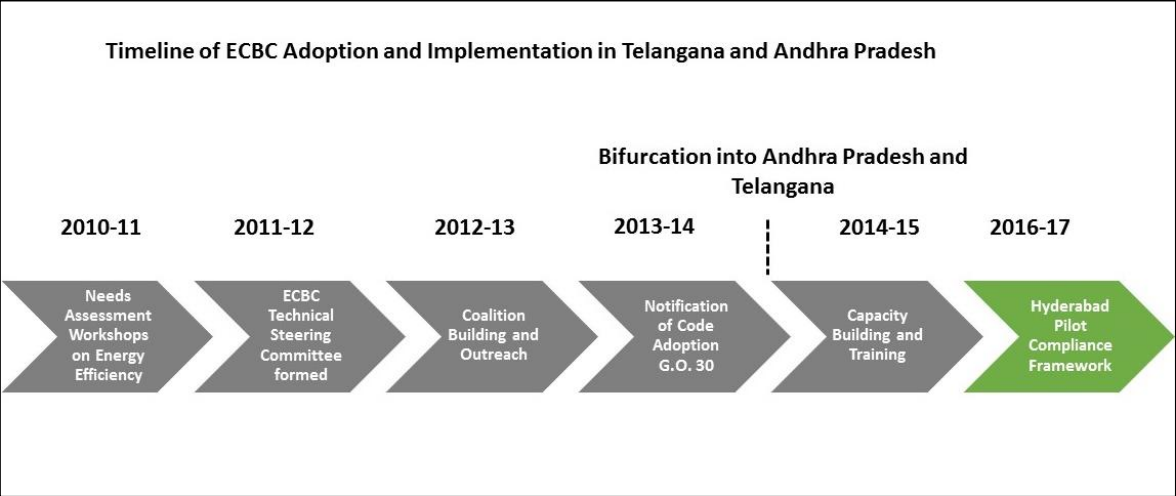 Timeline of ECBC Adoption and Implementation in Telangana and Andhra Pradesh
Bifurcation into Andhra Pradesh and
Telangana
2010-11
2011-12
2012-13
2013-14
2014-15
2016-17
Needs
Assessment
Workshops
on Energy
Efficiency
ECBC
Technical
Steering
Committee
formed
Coalition
Building and
Outreach
Notification
of Code
Adoption
G.O. 30
Capacity
Building and
Training
Hyderabad
Pilot
Compliance
Framework